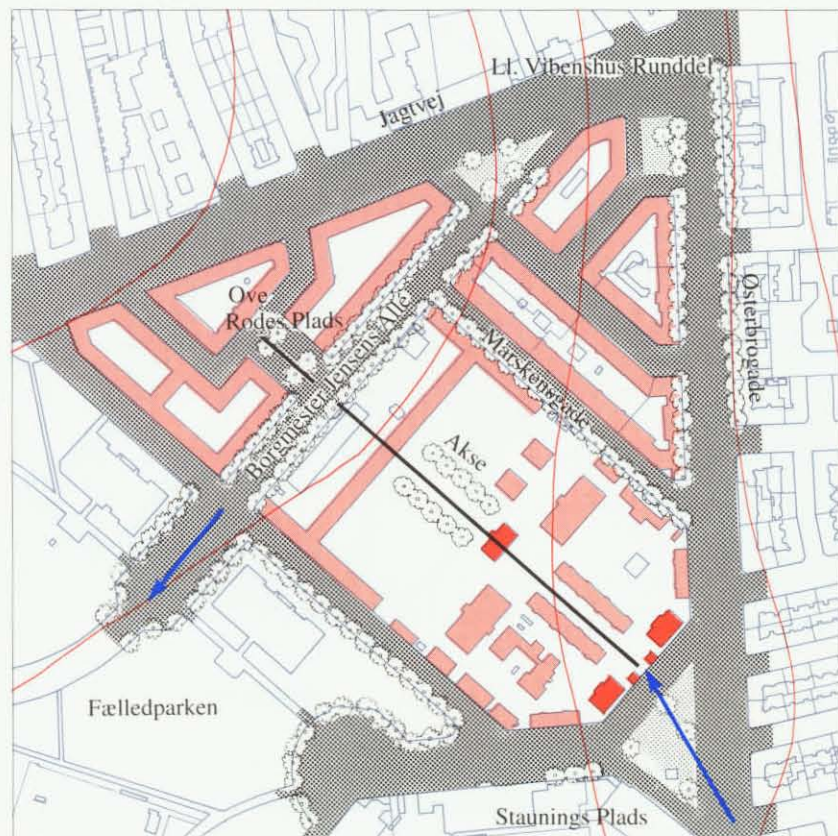 Ll. Vibenshus Runddel
Jagtvej
Ove
Rodes Plads
Borgmester Jensens Allé
Østerbrogade
Marskensgade
Akse
Fælledparken
Staunings Plads